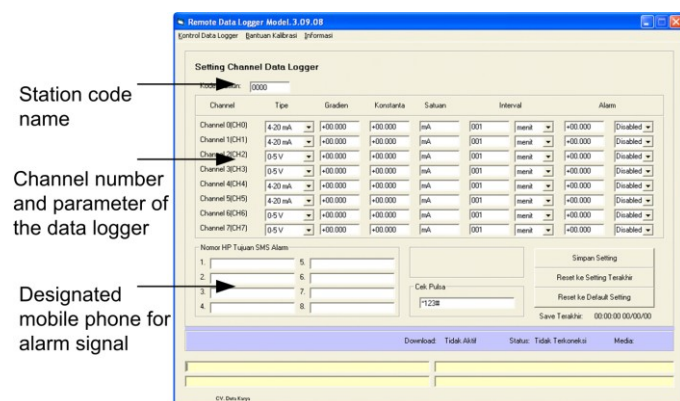 Remote Data Logger Model.3.09.08
Kontrol Data Logger Bantuan Kalibrasi Informasi
Setting Channel Data Logger
Station code name
0000
Channel Tipe Gradien Konstanta Satuan Interval Alarm
Channel 0(CH0) 4-20 mA +00.000 +00.000 mA 001 menit +00.000 Disabled
Channel 1(CH1) 4-20 mA +00.000 +00.000 mA 001 menit +00.000 Disabled
Channel 2(CH2) 0-5 V +00.000 +00.000 mA 001 menit +00.000 Disabled
Channel 3(CH3) 0-5 V +00.000 +00.000 mA 001 menit +00.000 Disabled
Channel 4(CH4) 4-20 mA +00.000 +00.000 mA 001 menit +00.000 Disabled
Channel 5(CH5) 4-20 mA +00.000 +00.000 mA 001 menit +00.000 Disabled
Channel 6(CH6) 0-5 V +00.000 +00.000 mA 001 menit +00.000 Disabled
Channel 7(CH7) 0-5 V +00.000 +00.000 mA 001 menit +00.000 Disabled
Channel number
and parameter of
the data logger
Nomor HP Tujuan SMS Alarm
1. 5.
2. 6.
3. 7.
4. 8.
Designated
mobile phone for
alarm signal
Cek Pulsa
*123#
Simpan Setting
Reset ke Setting Terakhir
Reset ke Default Setting
Save Terakhir: 00:00:00 00/00/00
Download: Tidak Aktif Status: Tidak Terkoneksi Media:
CV.